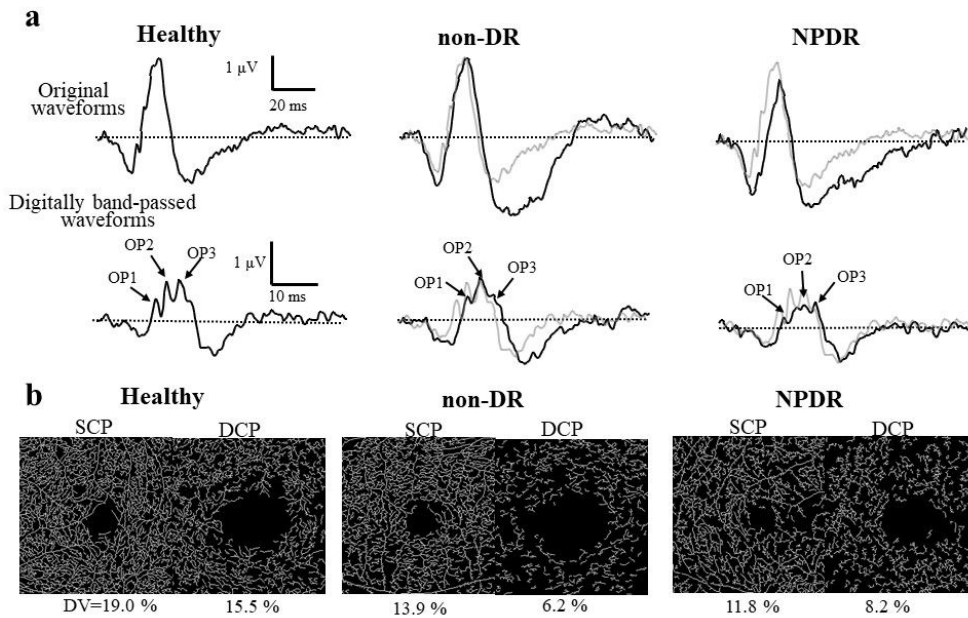 a
Healthy
non-DR
NPDR
Original
waveforms
1 µV
20 ms
Digitally band-passed
waveforms
OP1
OP2
OP3
1 µV
10 ms
OP1
OP2
OP3
OP1
OP2
OP3
b
Healthy
non-DR
NPDR
SCP
DCP
SCP
DCP
SCP
DCP
DV=19.0 %
15.5 %
13.9 %
6.2 %
11.8 %
8.2 %